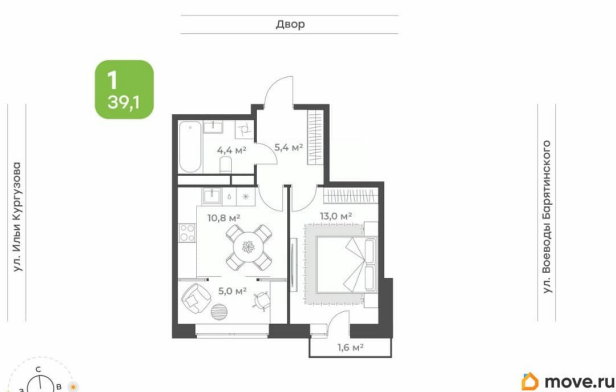 Двор
1
39,1
4,4 м²
5,4 м²
10,8 м²
13,0 м²
5,0 м²
1,6 м²
ул. Ильи Кургузова
ул. Воеводы Барятинского
С
З
В
move.ru